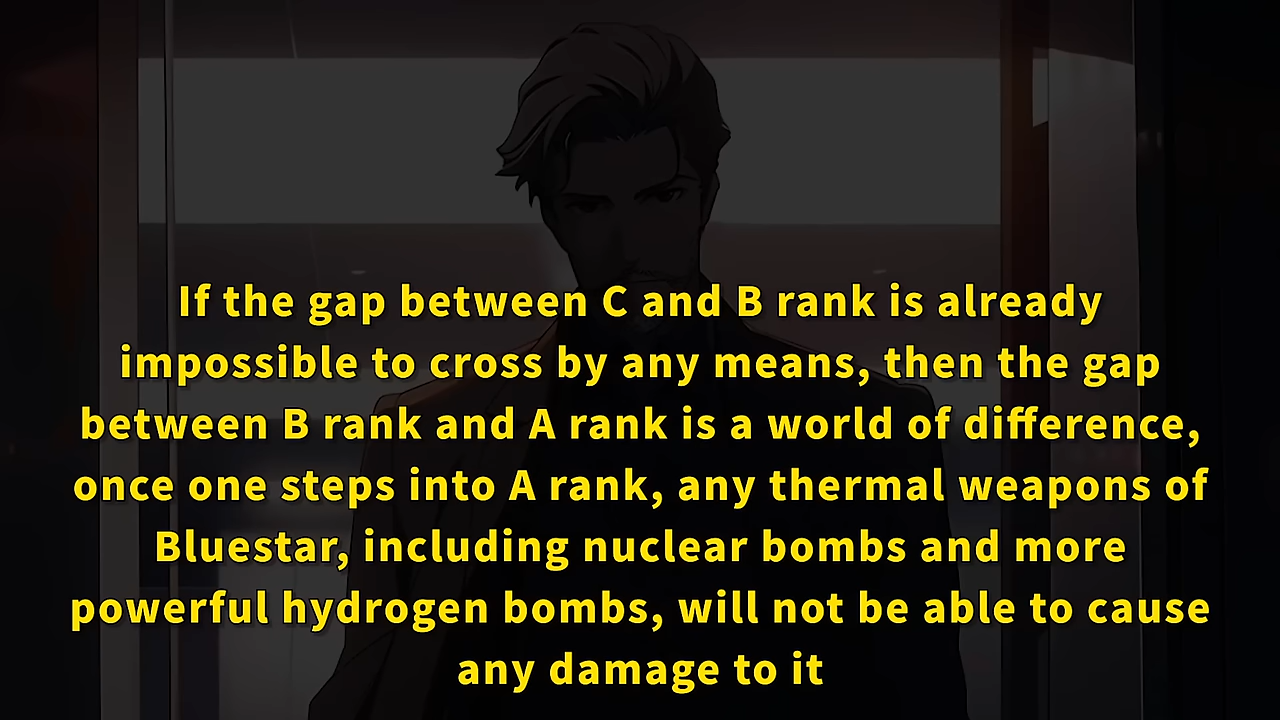 If the gap between C and B rank is already
impossible to cross by any means, then the gap
between B rank and A rank is a world of difference,
once one steps into A rank, any thermal weapons of
Bluestar, including nuclear bombs and more
powerful hydrogen bombs, will not be able to cause
any damage to it